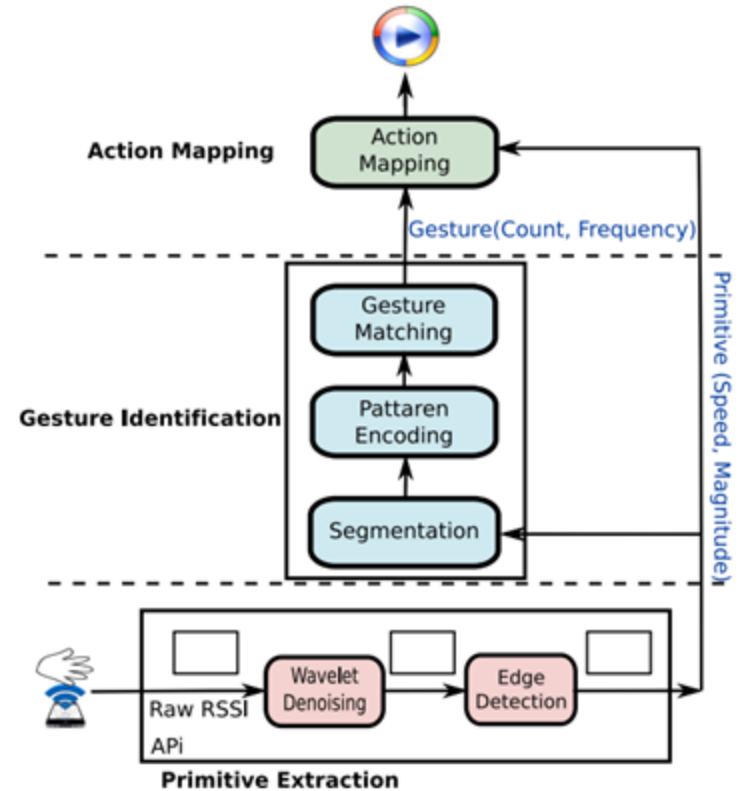 Action
Mapping
Action Mapping
Gesture(Count, Frequency)
Primitive (Speed, Magnitude)
Gesture
Matching
Gesture Identification
Pattaren
Encoding
Segmentation
Wavelet
Denoising
Edge
Detection
Raw RSSI
APi
Primitive Extraction